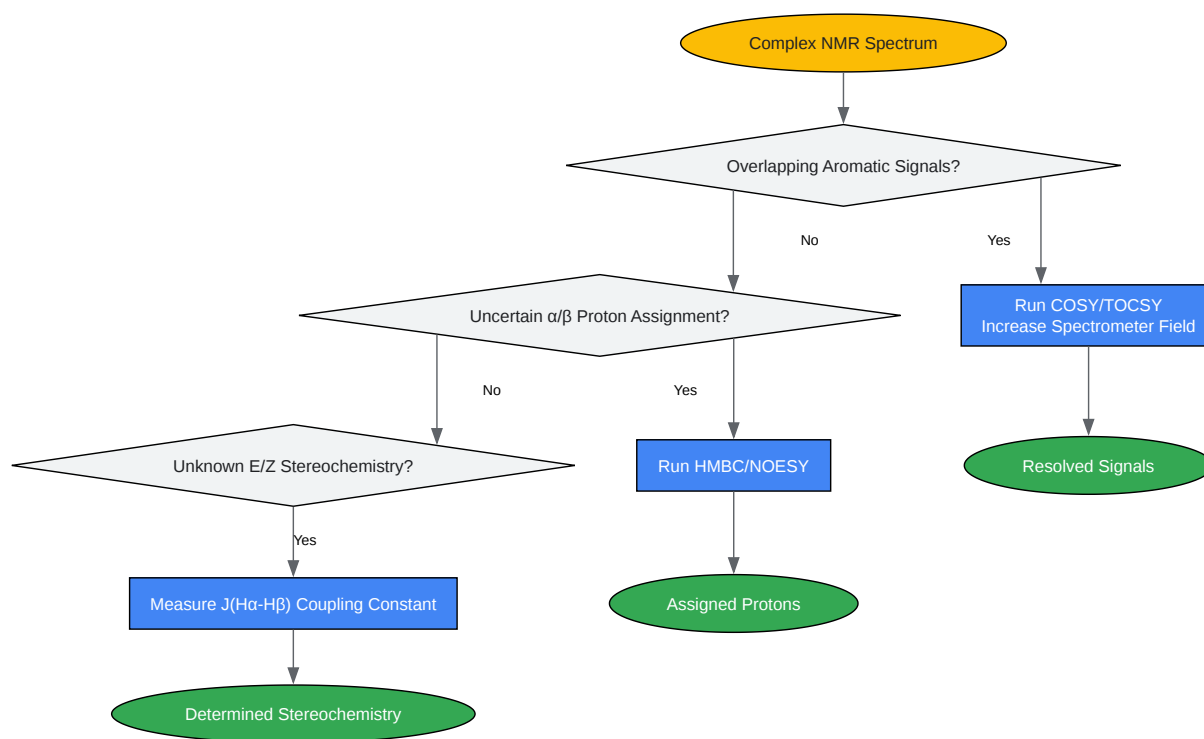 Complex NMR Spectrum
Overlapping Aromatic Signals?
No
Yes
Uncertain α/β Proton Assignment?
Run COSY/TOCSY
Increase Spectrometer Field
No
Yes
Unknown E/Z Stereochemistry?
Run HMBC/NOESY
Resolved Signals
Yes
Measure J(Hα-Hβ) Coupling Constant
Assigned Protons
Determined Stereochemistry